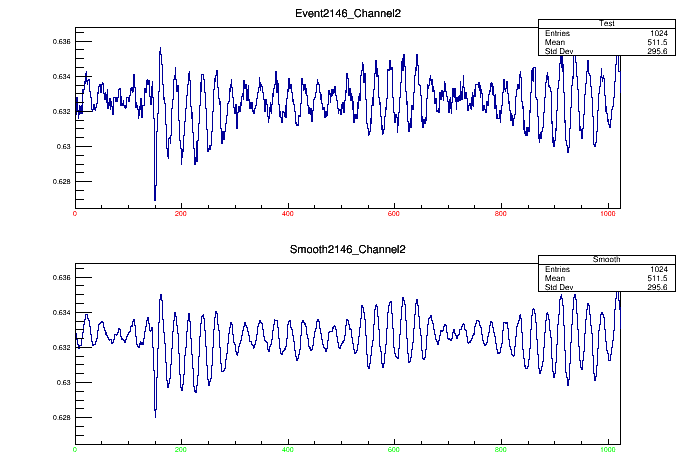 Event2146_Channel2
Test
Entries 1024
Mean 511.5
Std Dev 295.6
0.636
0.634
0.632
0.63
0.628
0 200 400 600 800 1000
Smooth2146_Channel2
Smooth
Entries 1024
Mean 511.5
Std Dev 295.6
0.636
0.634
0.632
0.63
0.628
0 200 400 600 800 1000